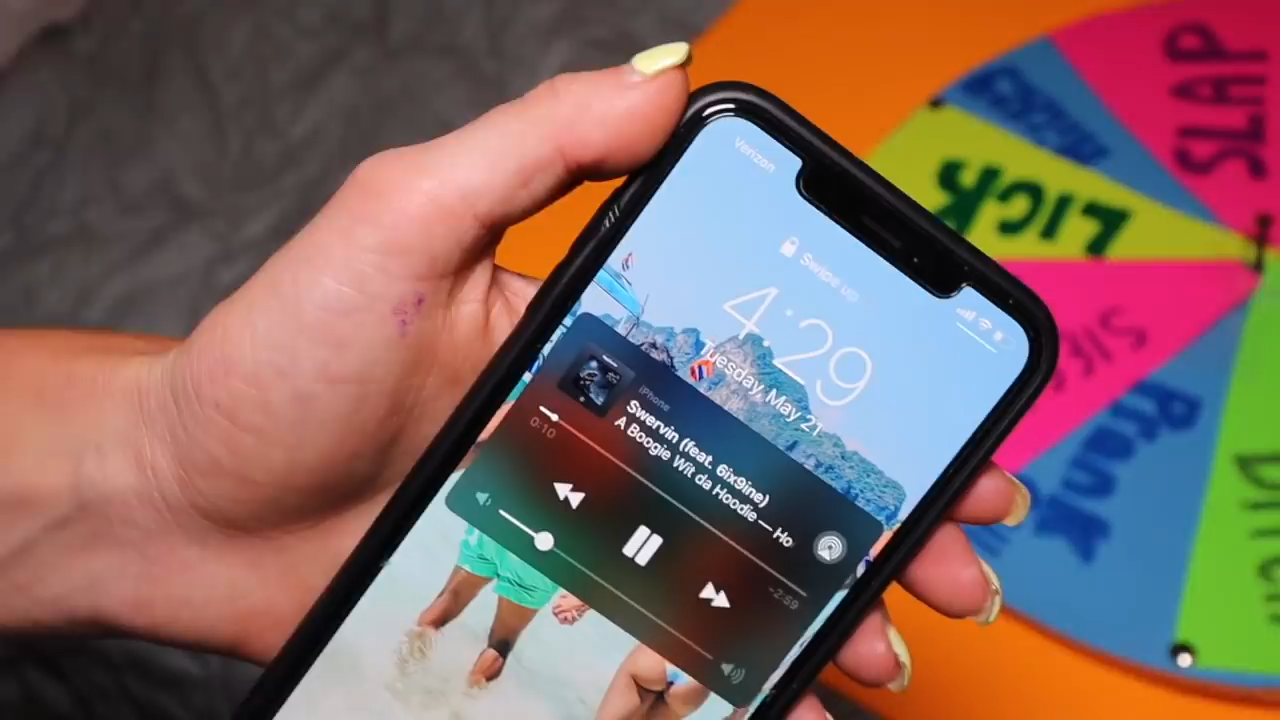 Verizon
Swipe up
4:29
Tuesday, May 21
iPhone
Swervin (feat. 6ix9ine)
A Boogie Wit da Hoodie — Ho
0:10
-2:59
SLAP
LICK
Prank